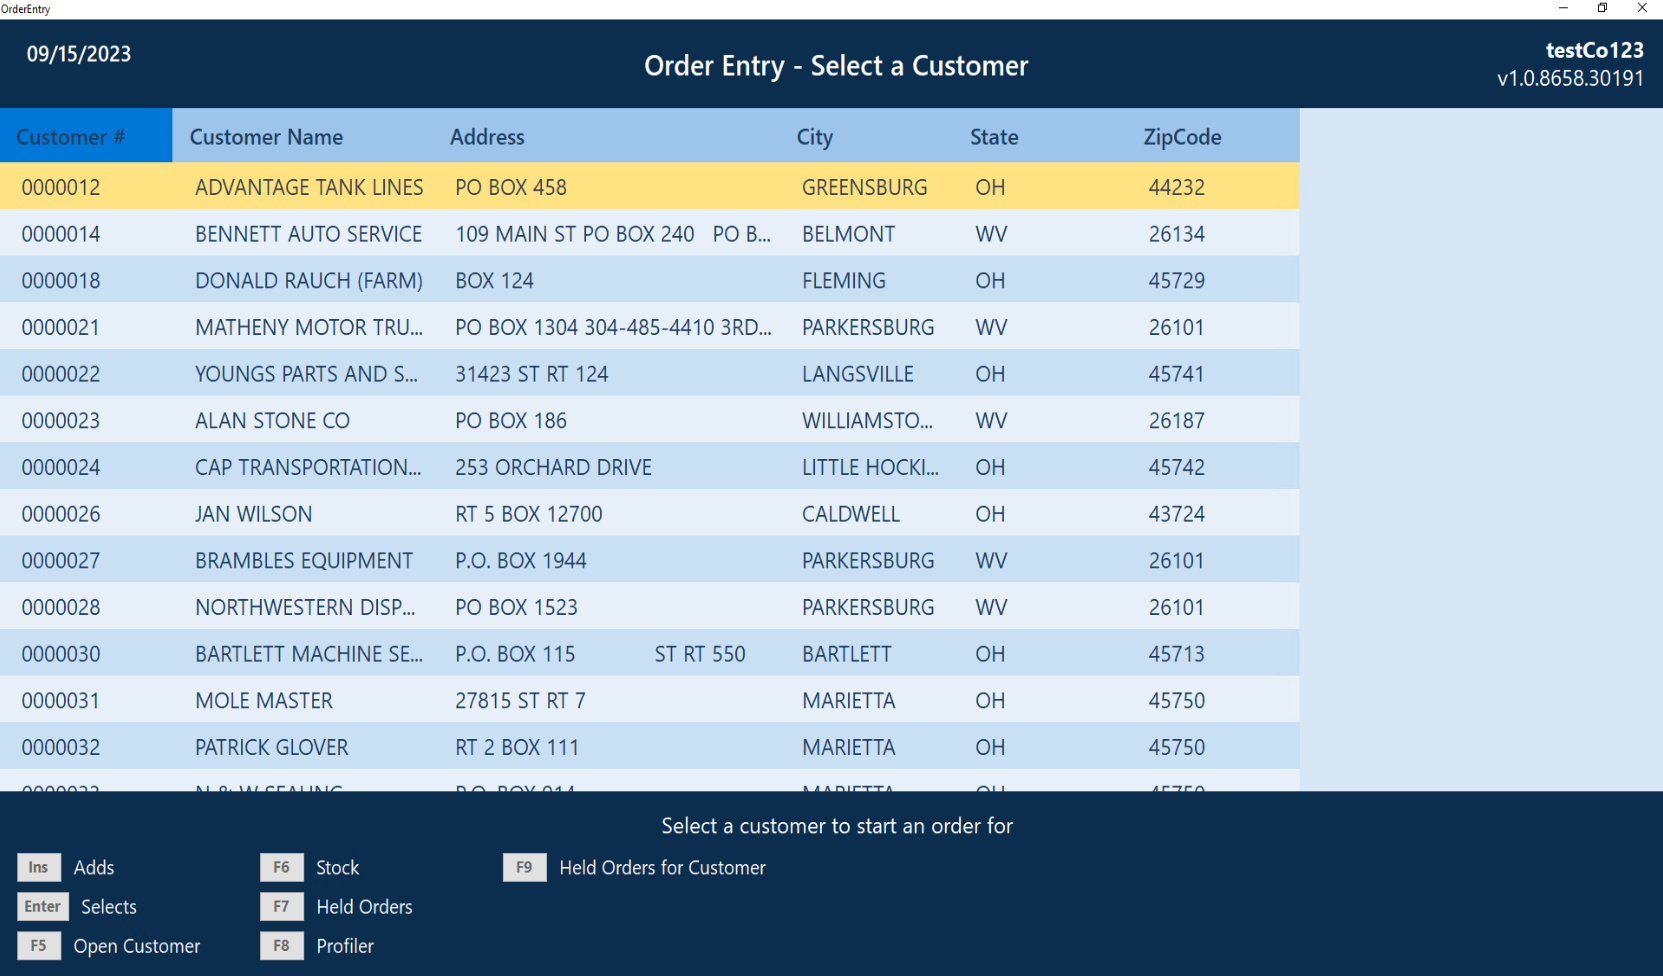 OrderEntry
09/15/2023
Order Entry - Select a Customer
testCo123
v1.0.8658.30191
Customer # Customer Name Address City State ZipCode
0000012 ADVANTAGE TANK LINES PO BOX 458 GREENSBURG OH 44232
0000014 BENNETT AUTO SERVICE 109 MAIN ST PO BOX 240 PO B... BELMONT WV 26134
0000018 DONALD RAUCH (FARM) BOX 124 FLEMING OH 45729
0000021 MATHENY MOTOR TRU... PO BOX 1304 304-485-4410 3RD... PARKERSBURG WV 26101
0000022 YOUNGS PARTS AND S... 31423 ST RT 124 LANGSVILLE OH 45741
0000023 ALAN STONE CO PO BOX 186 WILLIAMSTO... WV 26187
0000024 CAP TRANSPORTATION... 253 ORCHARD DRIVE LITTLE HOCKI... OH 45742
0000026 JAN WILSON RT 5 BOX 12700 CALDWELL OH 43724
0000027 BRAMBLES EQUIPMENT P.O. BOX 1944 PARKERSBURG WV 26101
0000028 NORTHWESTERN DISP... PO BOX 1523 PARKERSBURG WV 26101
0000030 BARTLETT MACHINE SE... P.O. BOX 115 ST RT 550 BARTLETT OH 45713
0000031 MOLE MASTER 27815 ST RT 7 MARIETTA OH 45750
0000032 PATRICK GLOVER RT 2 BOX 111 MARIETTA OH 45750
N & W SEALING P.O. BOX MARIETTA OH 45750
Select a customer to start an order for
Ins Adds F6 Stock F9 Held Orders for Customer
Enter Selects F7 Held Orders
F5 Open Customer F8 Profiler